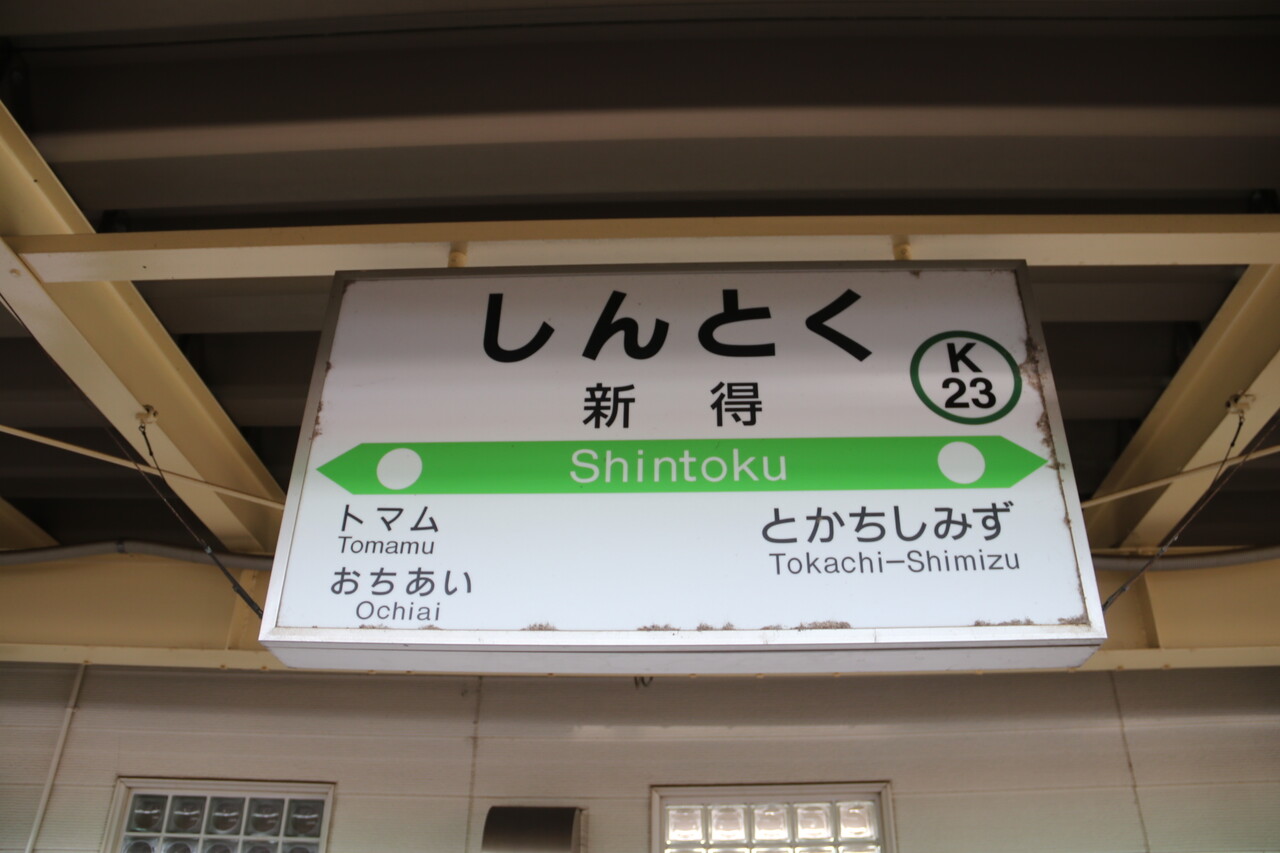 しんとく
新得
K
23
Shintoku
トマム
Tomamu
おちあい
Ochiai
とかちしみず
Tokachi-Shimizu